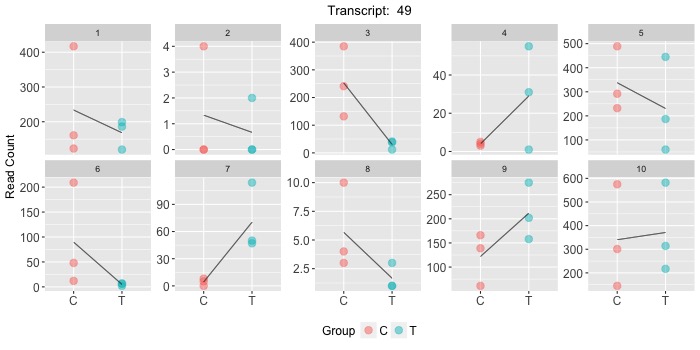 Transcript: 49
1 2 3 4 5
400 300 200
4 3 2 1 0
400 300 200 100 0
40 20 0
500 400 300 200 100
Read Count
6 7 8 9 10
200 150 100 50 0
90 60 30 0
10.0 7.5 5.0 2.5
250 200 150 100
600 500 400 300 200
C T C T C T C T C T
Group C T